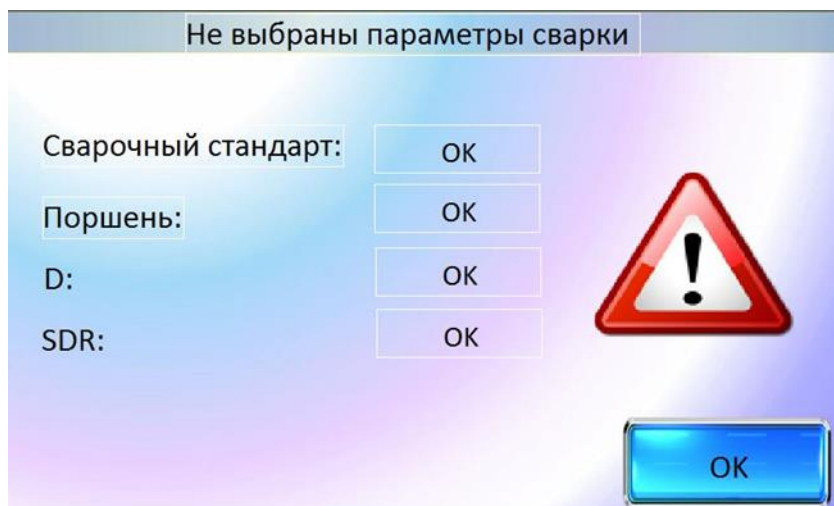 Не выбраны параметры сварки
Сварочный стандарт: OK
Поршень: OK
D: OK
SDR: OK
OK